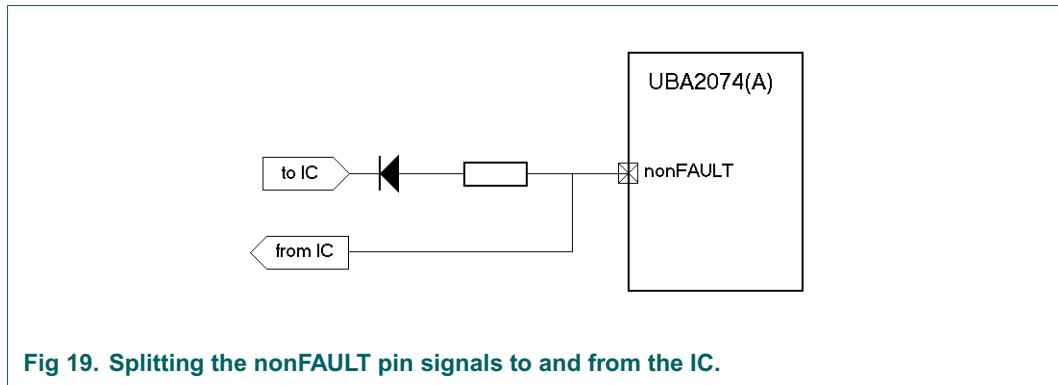 UBA2074(A)
to IC
nonFAULT
from IC
Fig 19. Splitting the nonFAULT pin signals to and from the IC.